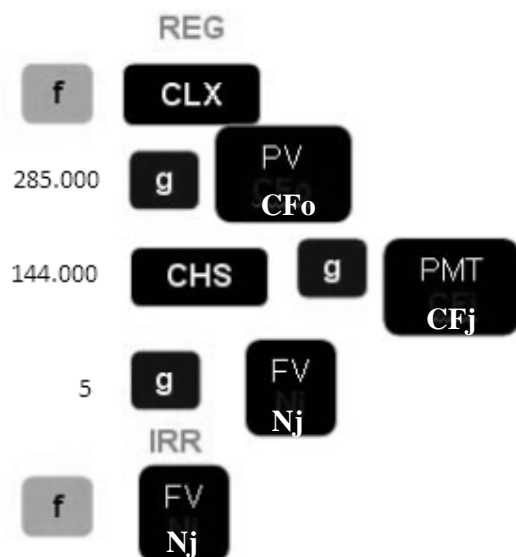 REG
f CLX
285.000 g PV
CFo
144.000 CHS g PMT
CFj
5 g FV
Nj
IRR
f FV
Nj